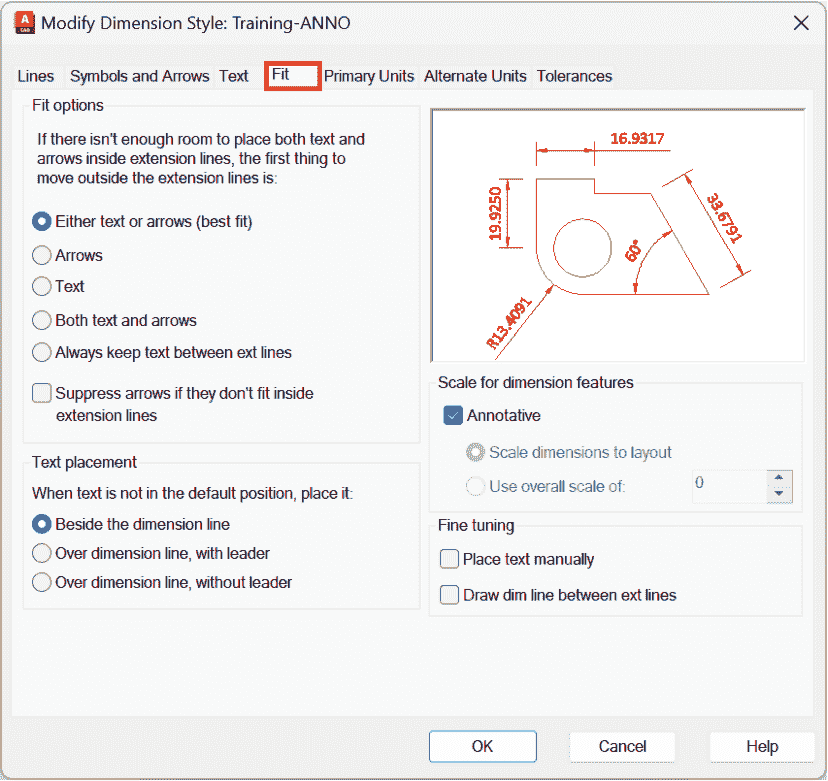 A
CAD
Modify Dimension Style: Training-ANNO
Lines Symbols and Arrows Text Fit Primary Units Alternate Units Tolerances
Fit options
If there isn't enough room to place both text and
arrows inside extension lines, the first thing to
move outside the extension lines is:
Either text or arrows (best fit)
Arrows
Text
Both text and arrows
Always keep text between ext lines
Suppress arrows if they don't fit inside
extension lines
Text placement
When text is not in the default position, place it:
Beside the dimension line
Over dimension line, with leader
Over dimension line, without leader
16.9317
19.9250
33.6791
60°
R13.4091
Scale for dimension features
Annotative
Scale dimensions to layout
Use overall scale of:
0
Fine tuning
Place text manually
Draw dim line between ext lines
OK Cancel Help